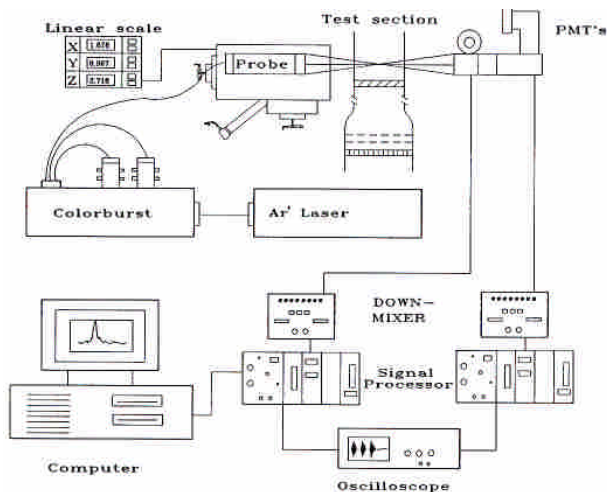 Linear scale
X
Y
Z
Probe
Test section
PMT's
Colorburst
Ar' Laser
DOWN-
MIXER
Signal
Processor
Computer
Oscilloscope